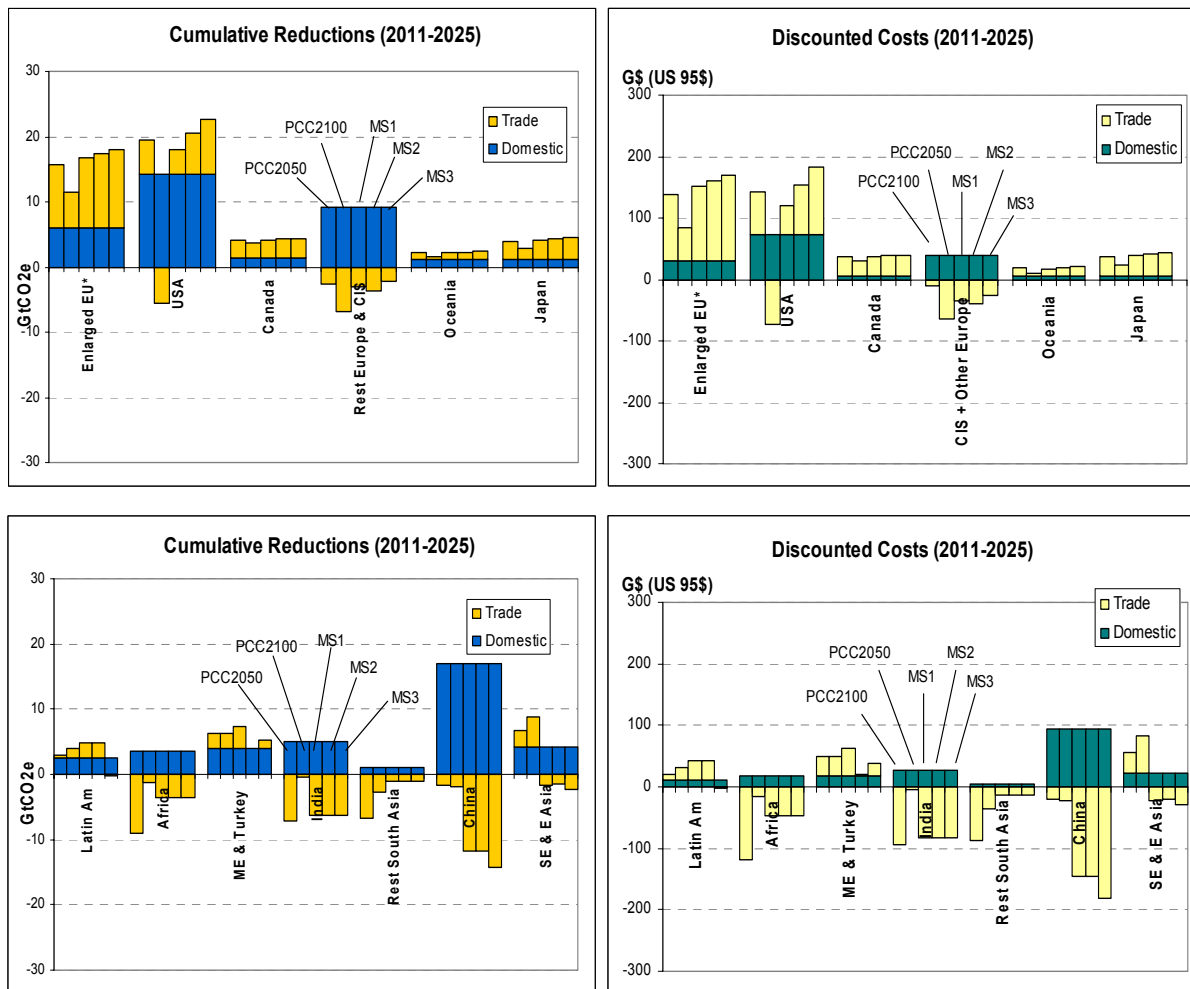 Cumulative Reductions (2011-2025)
30
20
10
0
-10
-20
-30
GtCO2e
Trade
Domestic
PCC2050
PCC2100
MS1
MS2
MS3
Enlarged EU*
USA
Canada
Rest Europe & CIS
Oceania
Japan
Discounted Costs (2011-2025)
G$ (US 95$)
300
200
100
0
-100
-200
-300
Trade
Domestic
PCC2100
PCC2050
MS1
MS2
MS3
Enlarged EU*
USA
Canada
CIS + Other Europe
Oceania
Japan
Cumulative Reductions (2011-2025)
30
20
10
0
-10
-20
-30
GtCO2e
Trade
Domestic
PCC2050
PCC2100
MS1
MS2
MS3
Latin Am
Africa
ME & Turkey
India
Rest South Asia
China
SE & E Asia
Discounted Costs (2011-2025)
G$ (US 95$)
300
200
100
0
-100
-200
-300
Trade
Domestic
PCC2100
PCC2050
MS1
MS2
MS3
Latin Am
Africa
ME & Turkey
India
Rest South Asia
China
SE & E Asia